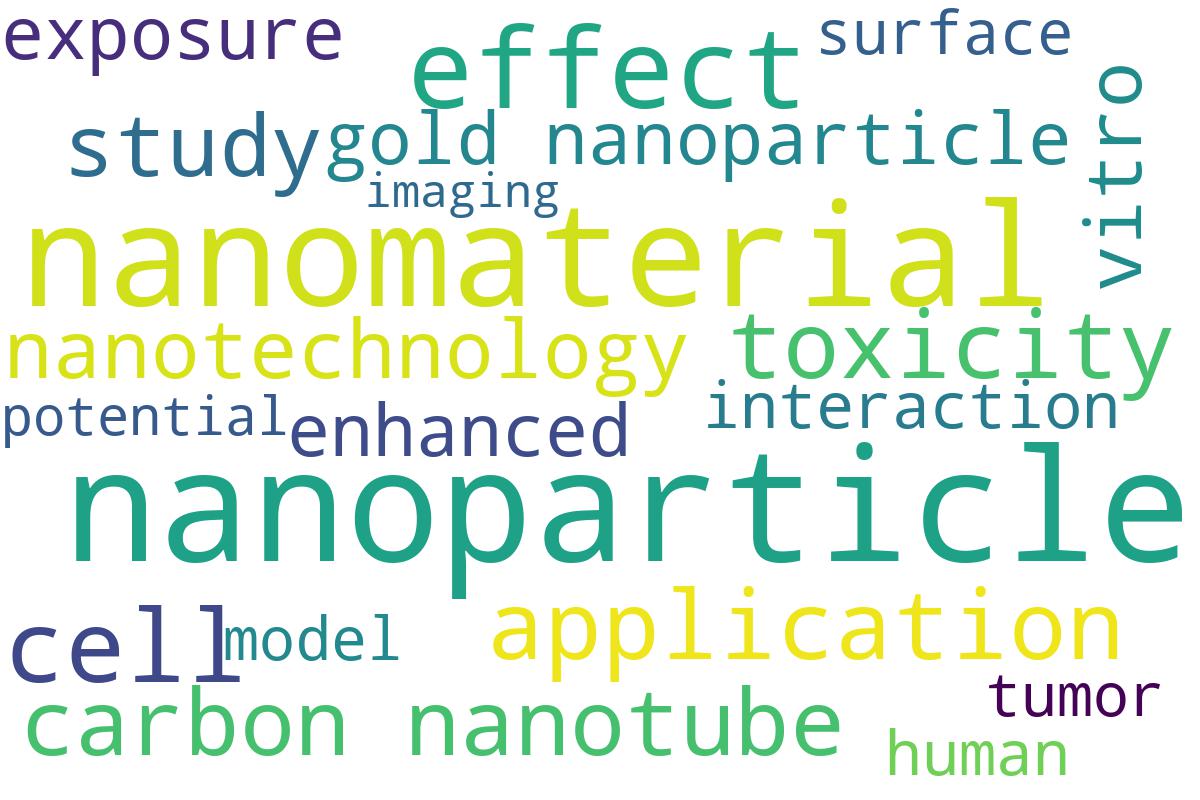 exposure
effect
surface
vitro
study
gold nanoparticle
imaging
nanomaterial
nanotechnology
toxicity
potential
enhanced
interaction
nanoparticle
cell
model
application
carbon nanotube
tumor
human